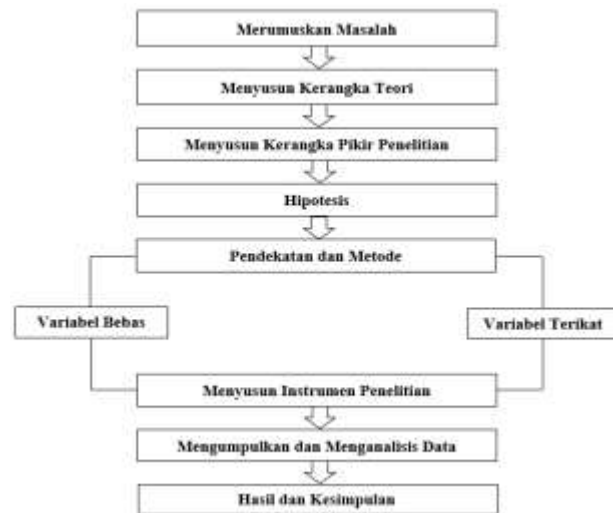 Merumuskan Masalah
Menyusun Kerangka Teori
Menyusun Kerangka Pikir Penelitian
Hipotesis
Pendekatan dan Metode
Variabel Bebas
Variabel Terikat
Menyusun Instrumen Penelitian
Mengumpulkan dan Menganalisis Data
Hasil dan Kesimpulan